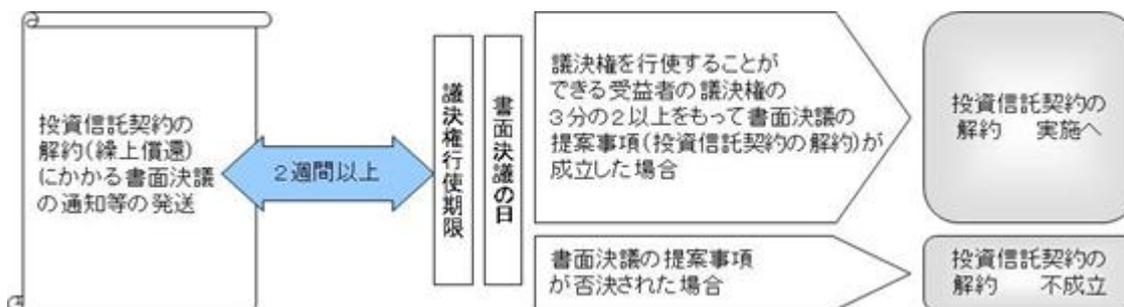 投資信託契約の
解約(繰上償還)
にかかる書面決議
の通知等の発送
2週間以上
議決権行使期限
書面決議の日
議決権を行使することが
できる受益者の議決権の
3分の2以上をもって書面決議の
提案事項(投資信託契約の解約)が
成立した場合
投資信託契約の
解約 実施へ
書面決議の提案事項
が否決された場合
投資信託契約の
解約 不成立